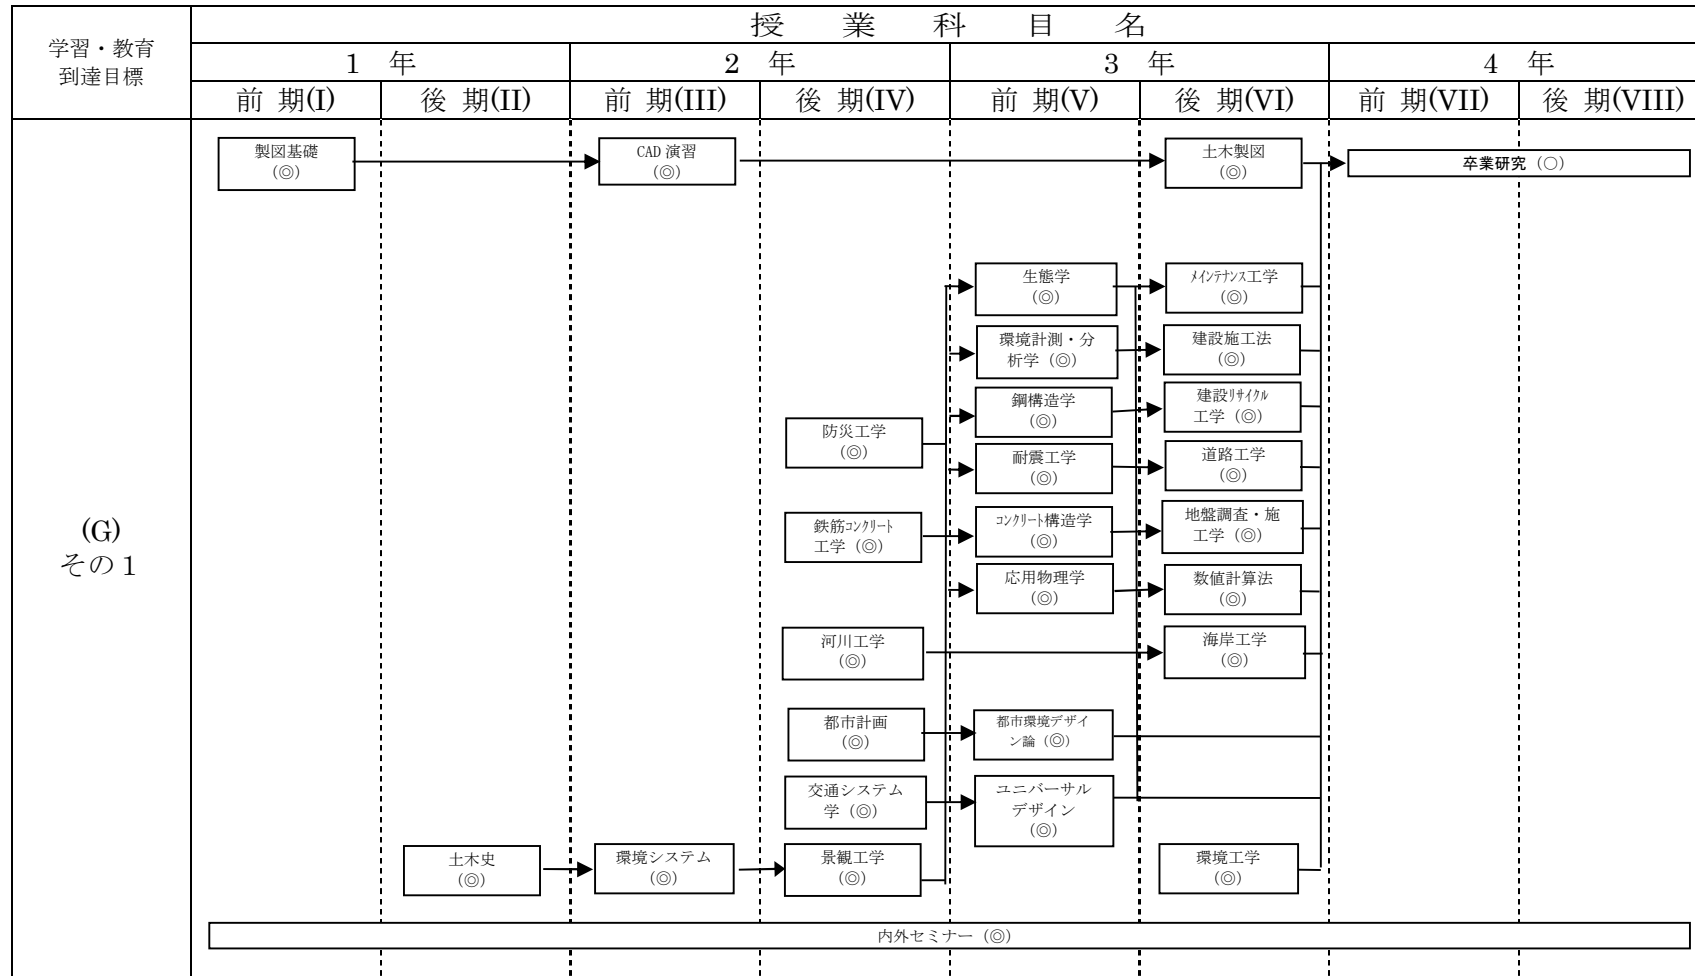 学習・教育
到達目標
授 業 科 目 名
1 年
2 年
3 年
4 年
前 期(I)
後 期(II)
前 期(III)
後 期(IV)
前 期(V)
後 期(VI)
前 期(VII)
後 期(VIII)
(G)
その1
製図基礎
(◎)
CAD 演習
(◎)
土木製図
(◎)
卒業研究 (○)
生態学
(◎)
メインテナンス工学
(◎)
環境計測・分
析学 (◎)
建設施工法
(◎)
鋼構造学
(◎)
建設リサイクル
工学 (◎)
防災工学
(◎)
耐震工学
(◎)
道路工学
(◎)
鉄筋コンクリート
工学 (◎)
コンクリート構造学
(◎)
地盤調査・施
工学 (◎)
応用物理学
(◎)
数値計算法
(◎)
河川工学
(◎)
海岸工学
(◎)
都市計画
(◎)
都市環境デザイ
ン論 (◎)
交通システム
学 (◎)
ユニバーサル
デザイン
(◎)
土木史
(◎)
環境システム
(◎)
景観工学
(◎)
環境工学
(◎)
内外セミナー (◎)